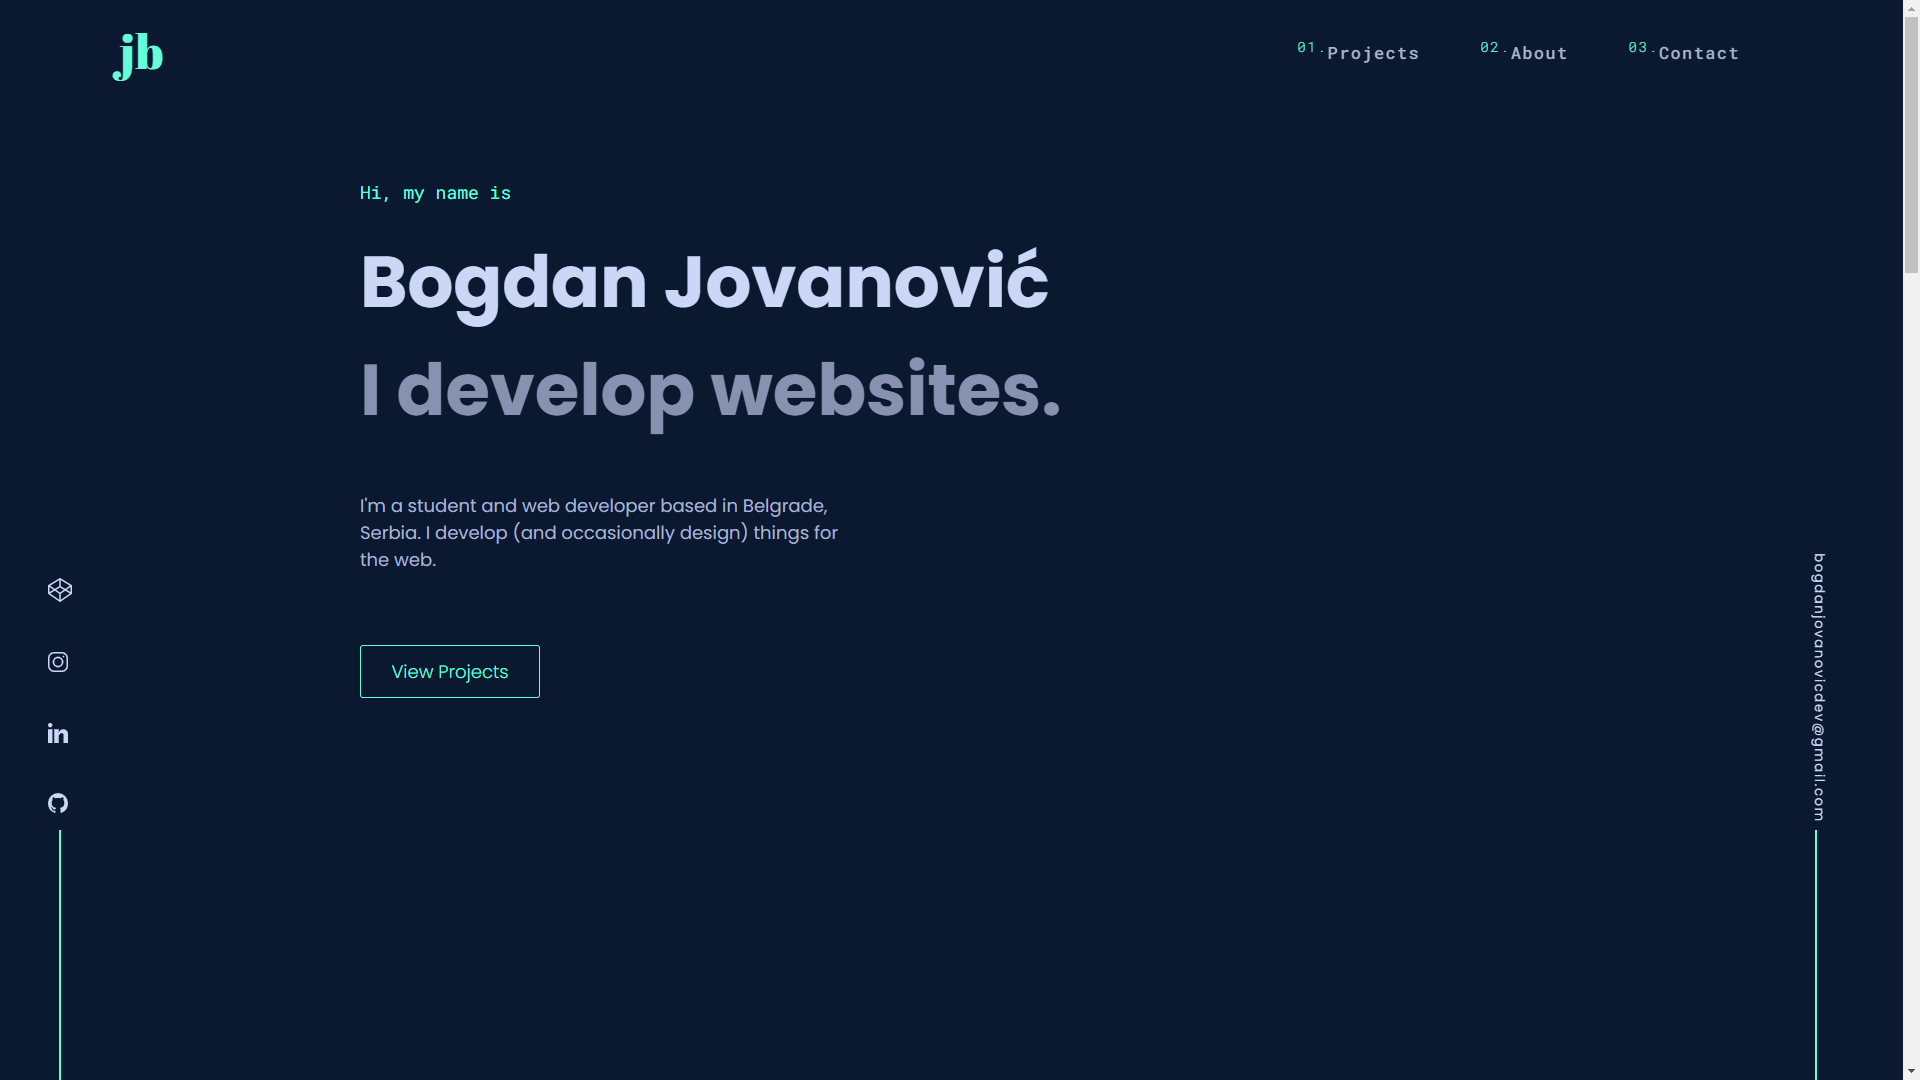 jb
01.Projects
02.About
03.Contact
Hi, my name is
Bogdan Jovanović
I develop websites.
I'm a student and web developer based in Belgrade,
Serbia. I develop (and occasionally design) things for
the web.
View Projects
in
bogdanjovanovicdev@gmail.com